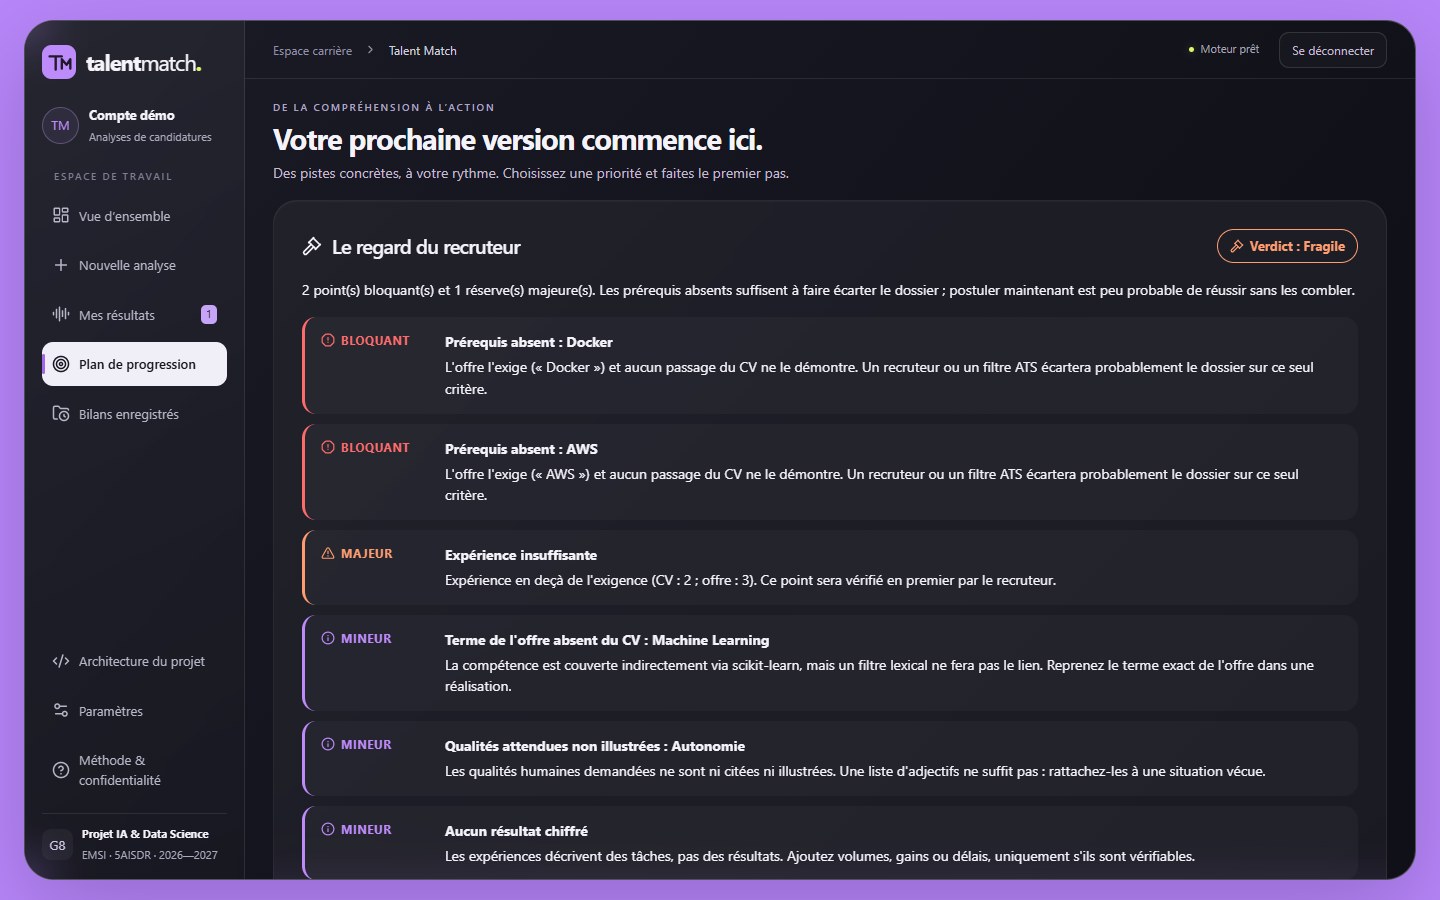 TM talentmatch.
TM
Compte démo
Analyses de candidatures
ESPACE DE TRAVAIL
Vue d'ensemble
Nouvelle analyse
Mes résultats 1
Plan de progression
Bilans enregistrés
Architecture du projet
Paramètres
Méthode &
confidentialité
G8
Projet IA & Data Science
EMSI · 5AISDR · 2026—2027
Espace carrière > Talent Match
Moteur prêt
Se déconnecter
DE LA COMPRÉHENSION À L'ACTION
Votre prochaine version commence ici.
Des pistes concrètes, à votre rythme. Choisissez une priorité et faites le premier pas.
Le regard du recruteur
Verdict : Fragile
2 point(s) bloquant(s) et 1 réserve(s) majeure(s). Les prérequis absents suffisent à faire écarter le dossier ; postuler maintenant est peu probable de réussir sans les combler.
BLOQUANT
Prérequis absent : Docker
L'offre l'exige (« Docker ») et aucun passage du CV ne le démontre. Un recruteur ou un filtre ATS écartera probablement le dossier sur ce seul
critère.
BLOQUANT
Prérequis absent : AWS
L'offre l'exige (« AWS ») et aucun passage du CV ne le démontre. Un recruteur ou un filtre ATS écartera probablement le dossier sur ce seul
critère.
MAJEUR
Expérience insuffisante
Expérience en deçà de l'exigence (CV : 2 ; offre : 3). Ce point sera vérifié en premier par le recruteur.
MINEUR
Terme de l'offre absent du CV : Machine Learning
La compétence est couverte indirectement via scikit-learn, mais un filtre lexical ne fera pas le lien. Reprenez le terme exact de l'offre dans une
réalisation.
MINEUR
Qualités attendues non illustrées : Autonomie
Les qualités humaines demandées ne sont ni citées ni illustrées. Une liste d'adjectifs ne suffit pas : rattachez-les à une situation vécue.
MINEUR
Aucun résultat chiffré
Les expériences décrivent des tâches, pas des résultats. Ajoutez volumes, gains ou délais, uniquement s'ils sont vérifiables.